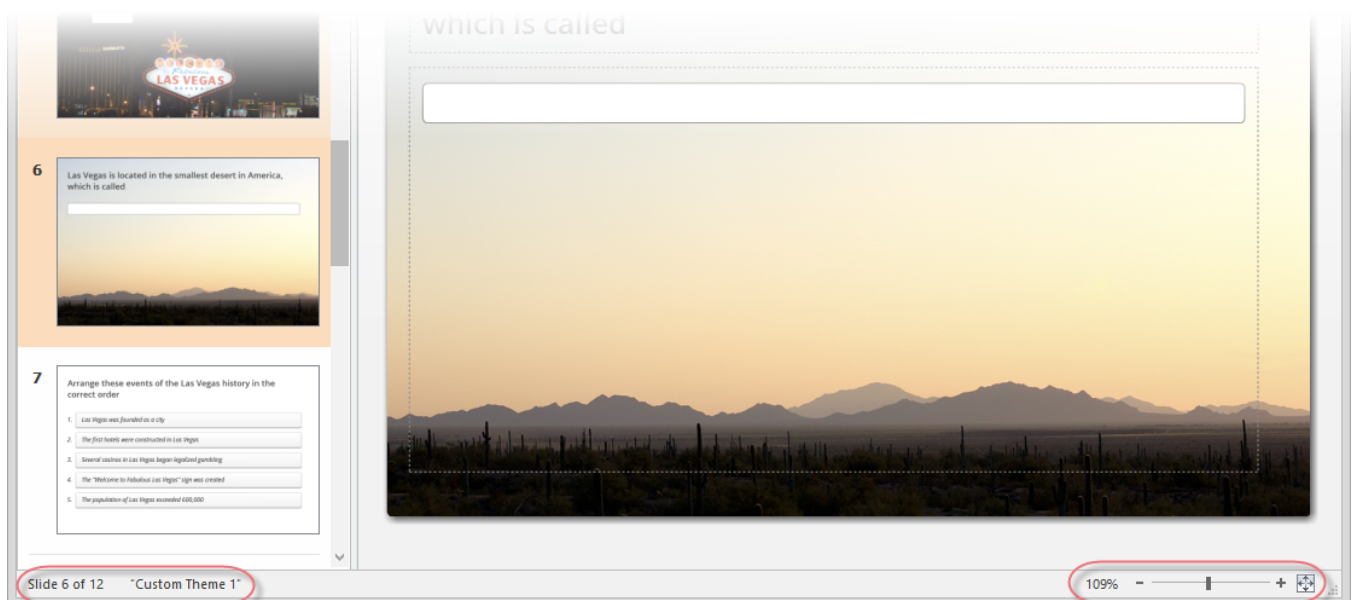 which is called
WELCOME
to Fabulous
LAS VEGAS
NEVADA
6
Las Vegas is located in the smallest desert in America,
which is called
7
Arrange these events of the Las Vegas history in the
correct order
1. Las Vegas was founded as a city
2. The first hotels were constructed in Las Vegas
3. Several casinos in Las Vegas began legalized gambling
4. The "Welcome to Fabulous Las Vegas" sign was created
5. The population of Las Vegas exceeded 600,000
Slide 6 of 12 "Custom Theme 1"
109% - +